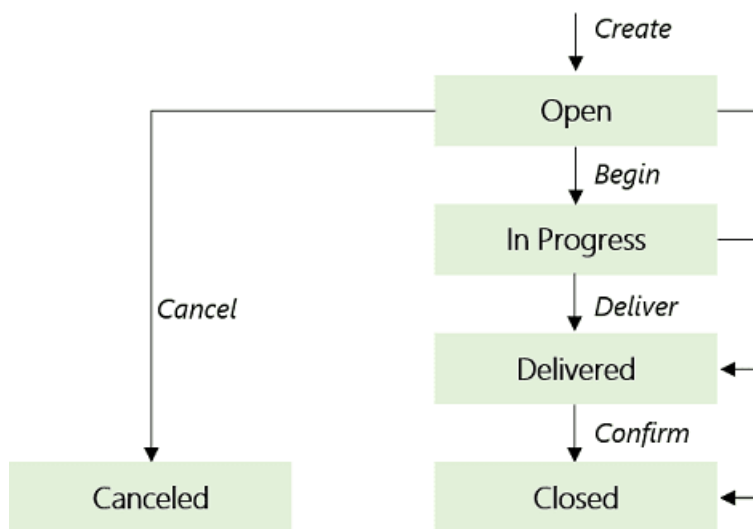 Create
Open
Begin
In Progress
Cancel
Deliver
Delivered
Confirm
Canceled
Closed